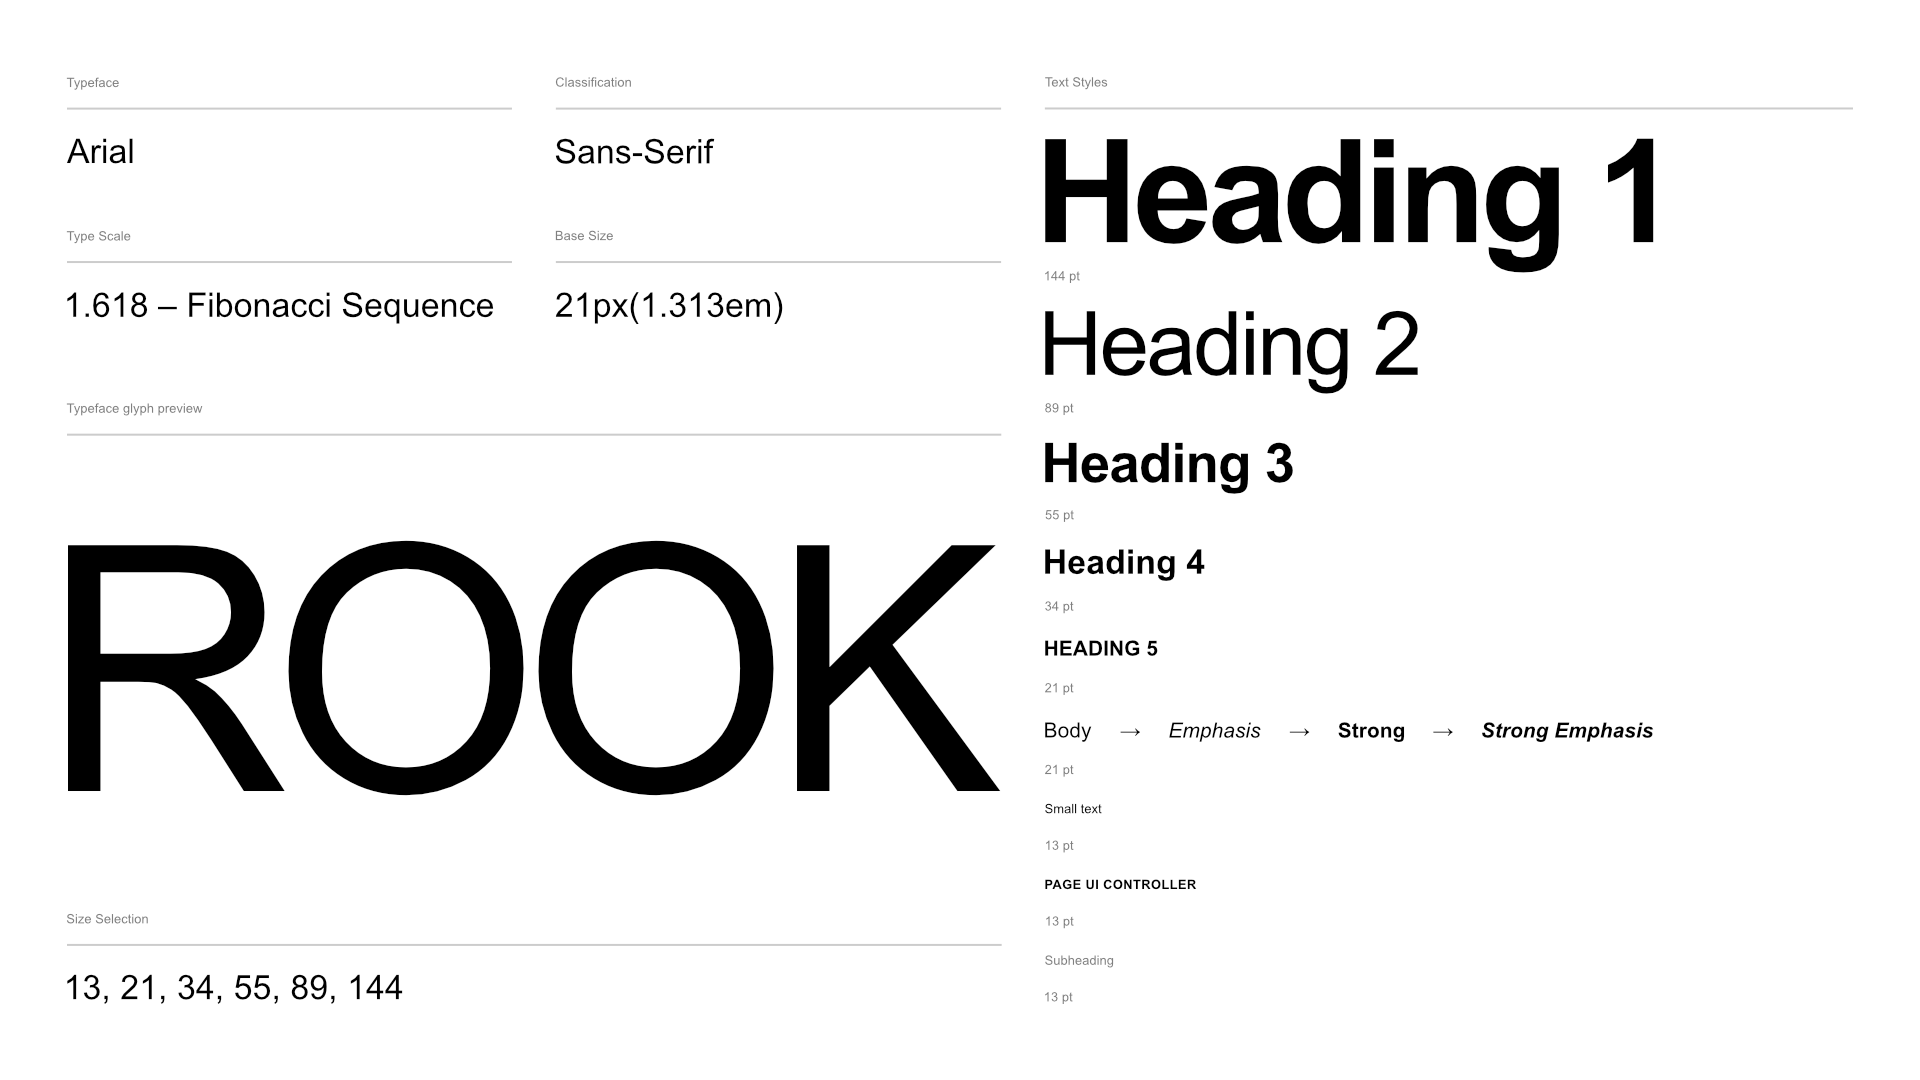 Typeface
Arial
Classification
Sans-Serif
Type Scale
1.618 – Fibonacci Sequence
Base Size
21px(1.313em)
Typeface glyph preview
ROOK
Size Selection
13, 21, 34, 55, 89, 144
Text Styles
Heading 1
144 pt
Heading 2
89 pt
Heading 3
55 pt
Heading 4
34 pt
HEADING 5
21 pt
Body → Emphasis → Strong → Strong Emphasis
21 pt
Small text
13 pt
PAGE UI CONTROLLER
13 pt
Subheading
13 pt